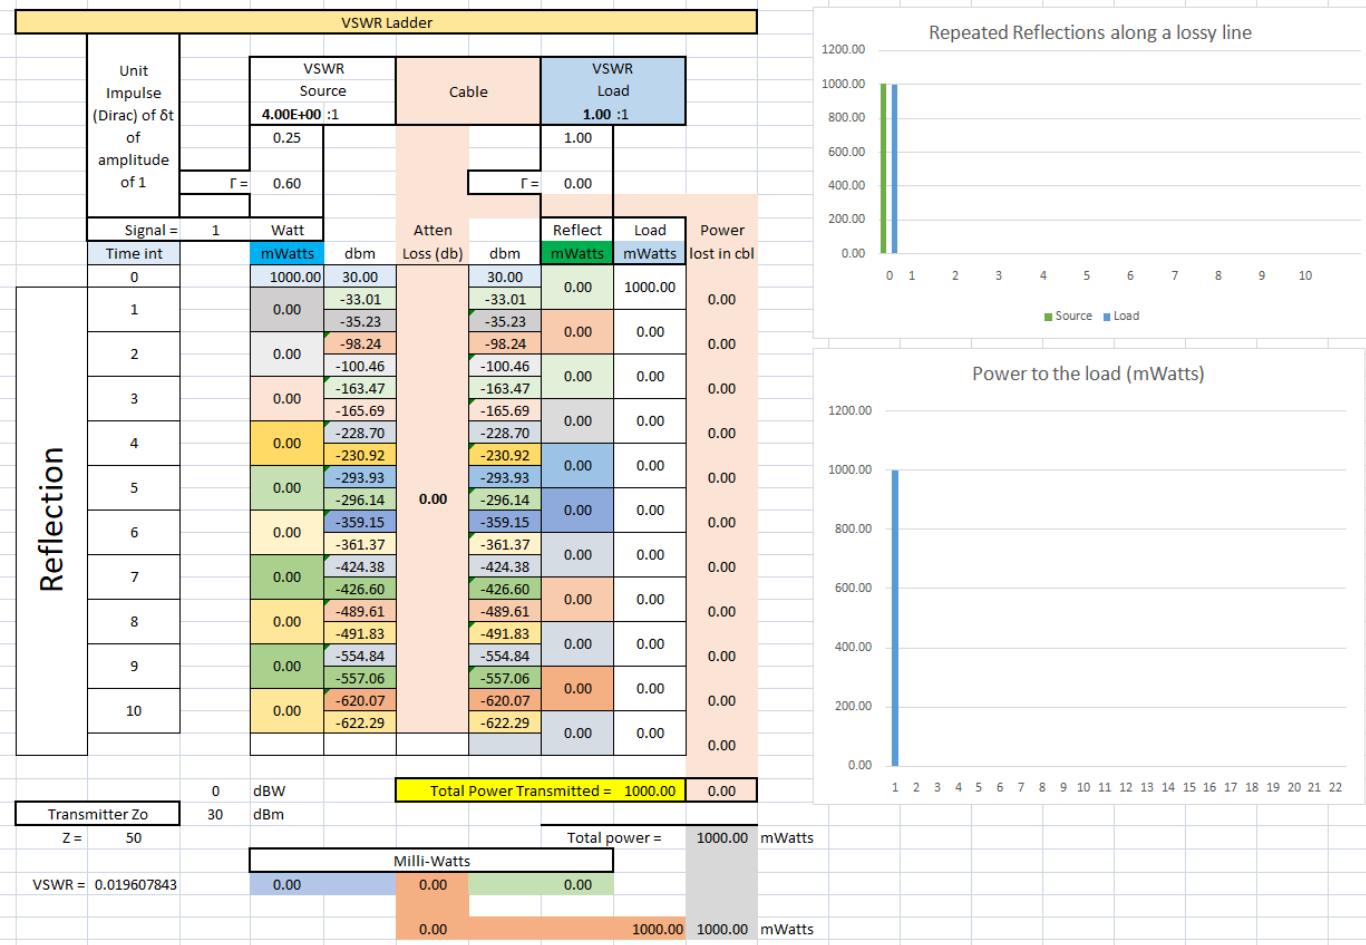 VSWR Ladder
Unit
Impulse
(Dirac) of δt
of
amplitude
of 1
VSWR
Source
4.00E+00 :1
Cable
VSWR
Load
1.00 :1
0.25
1.00
Γ = 0.60
Γ = 0.00
Signal = 1 Watt
Atten
Reflect Load Power
Time int mWatts dbm Loss (db) dbm mWatts mWatts lost in cbl
0 1000.00 30.00 30.00 0.00 1000.00
-33.01 -33.01 0.00
1 0.00
-35.23 -35.23 0.00 0.00
-98.24 -98.24 0.00
2 0.00
-100.46 -100.46 0.00 0.00
-163.47 -163.47 0.00
3 0.00
-165.69 -165.69 0.00 0.00
-228.70 -228.70 0.00
4 0.00
-230.92 -230.92 0.00 0.00
-293.93 -293.93 0.00
5 0.00
-296.14 0.00 -296.14 0.00 0.00
-359.15 -359.15 0.00
6 0.00
-361.37 -361.37 0.00 0.00
-424.38 -424.38 0.00
7 0.00
-426.60 -426.60 0.00 0.00
-489.61 -489.61 0.00
8 0.00
-491.83 -491.83 0.00 0.00
-554.84 -554.84 0.00
9 0.00
-557.06 -557.06 0.00 0.00
-620.07 -620.07 0.00
10 0.00
-622.29 -622.29 0.00 0.00
0.00
Reflection
0 dBW
Total Power Transmitted = 1000.00 0.00
Transmitter Zo
30 dBm
Z = 50
Total power = 1000.00 mWatts
Milli-Watts
VSWR = 0.019607843
0.00 0.00 0.00
0.00 1000.00 1000.00 mWatts
Repeated Reflections along a lossy line
1200.00
1000.00
800.00
600.00
400.00
200.00
0.00
0 1 2 3 4 5 6 7 8 9 10
Source Load
Power to the load (mWatts)
1200.00
1000.00
800.00
600.00
400.00
200.00
0.00
1 2 3 4 5 6 7 8 9 10 11 12 13 14 15 16 17 18 19 20 21 22